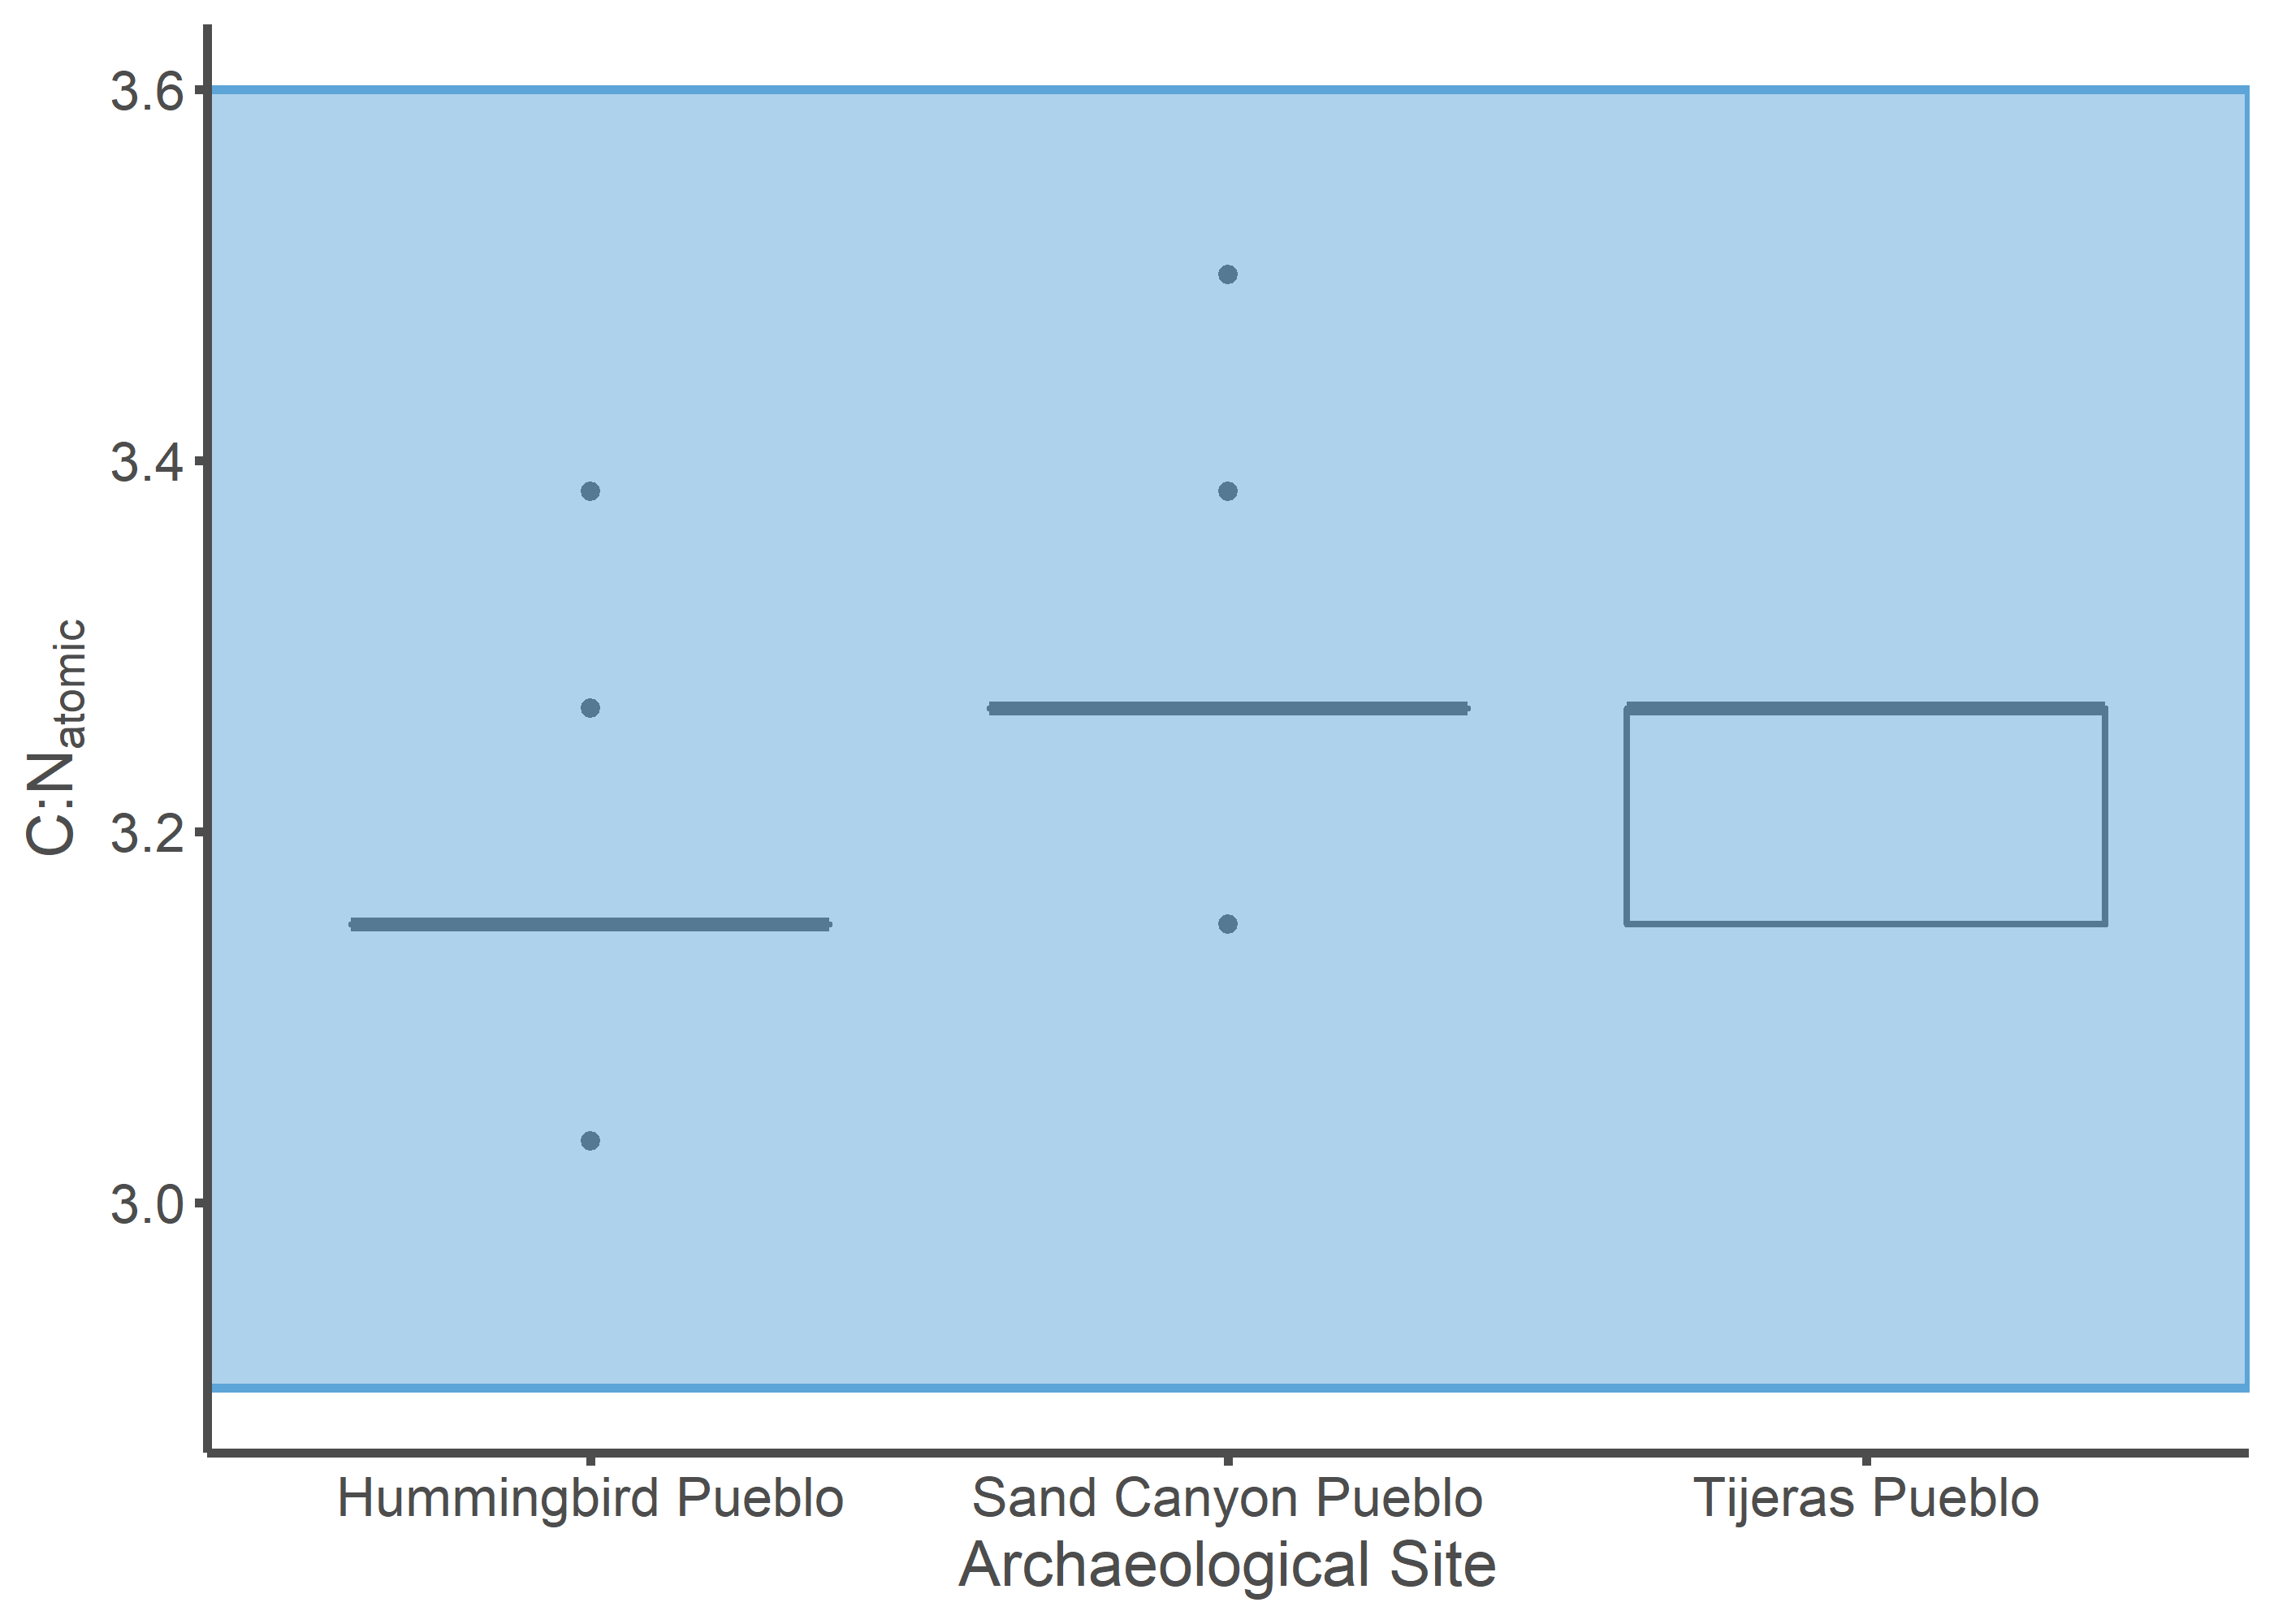 3.6
3.4
3.2
3.0
C:Natomic
Hummingbird Pueblo
Sand Canyon Pueblo
Tijeras Pueblo
Archaeological Site